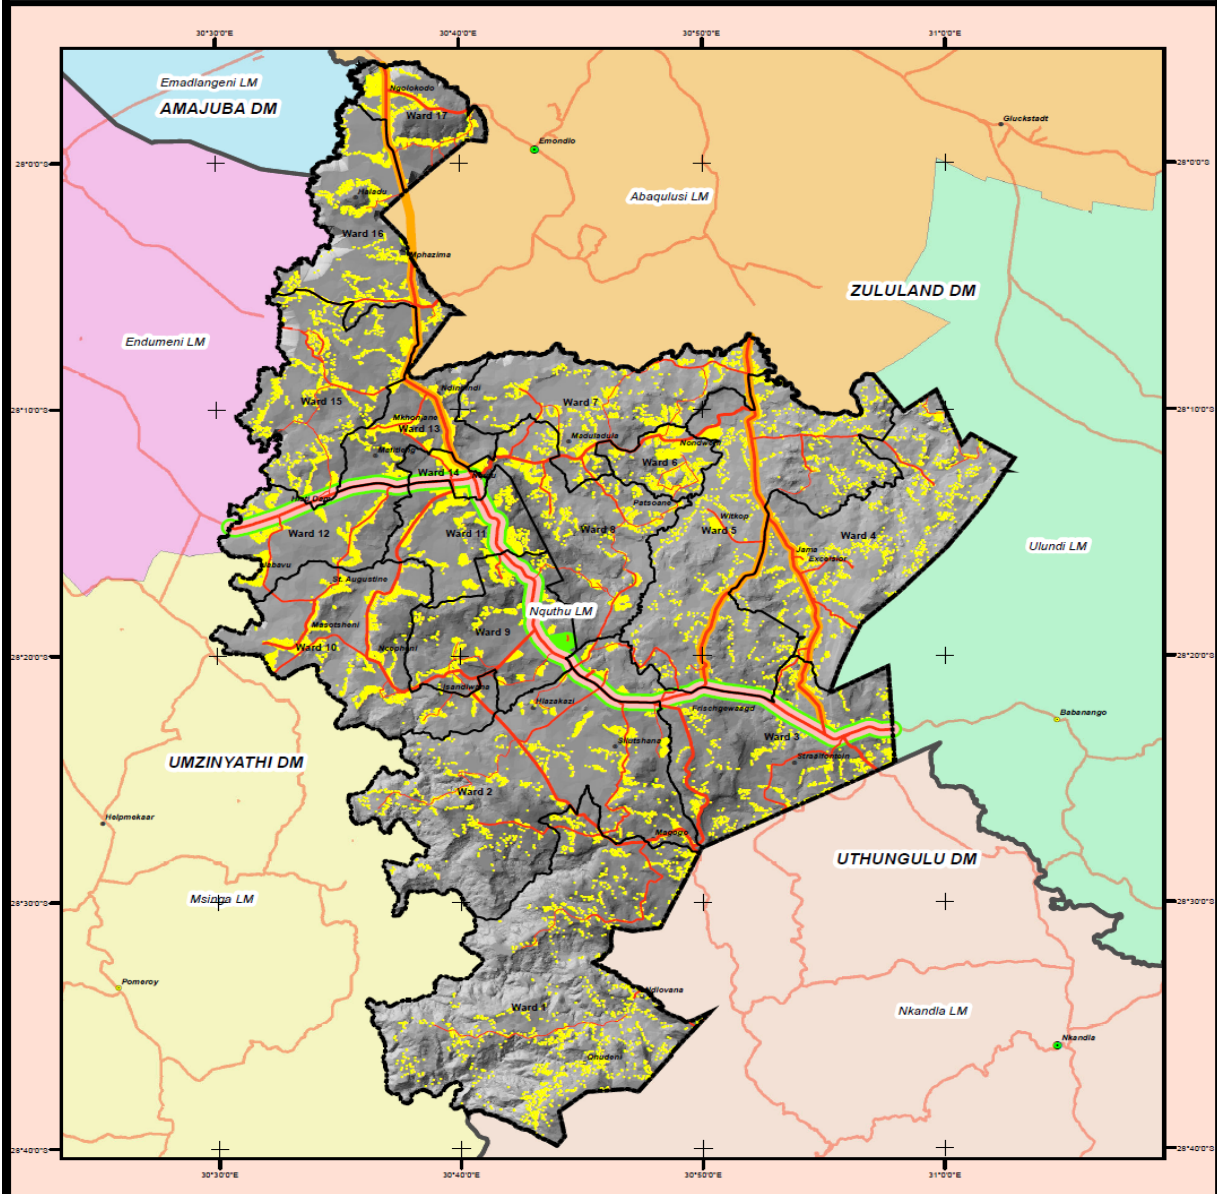 30°30'0"E 30°40'0"E 30°50'0"E 31°0'0"E
Emadlangeni LM
AMAJUBA DM
Ngolokodo
Ward 17
Gluckstadt
Emondlo
28°0'0"S 28°0'0"S
Abaqulusi LM
Ward 16
Mphazima
ZULULAND DM
Endumeni LM
Ward 15
Ward 7
28°10'0"S 28°10'0"S
Ward 13
Maduladula
Nondweni
Ward 6
Ward 14
Patsoane
Witkop
Ward 12
Ward 11
Ward 8
Ward 5
Ward 4
Jama
Excelsior
Ulundi LM
St. Augustine
Nquthu LM
Masotsheni
Ward 9
Ward 10
Ncepheni
28°20'0"S 28°20'0"S
Isandlwana
Hlazakazi
Frischgewaagd
Babanango
Ward 3
UMZINYATHI DM
Ward 2
Helpmekaar
Magogo
UTHUNGULU DM
Msinga LM
28°30'0"S 28°30'0"S
Pomeroy
Ndlovana
Ward 1
Nkandla LM
Nkandla
Qhudeni
28°40'0"S 28°40'0"S
30°30'0"E 30°40'0"E 30°50'0"E 31°0'0"E